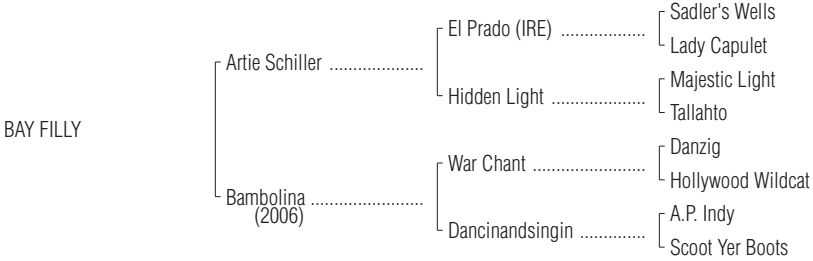 Sadler's Wells
El Prado (IRE) ...................
Lady Capulet
Artie Schiller .....................
Majestic Light
Hidden Light .....................
Tallahto
BAY FILLY
Danzig
War Chant .........................
Hollywood Wildcat
Bambolina .........................
(2006)
A.P. Indy
Dancinandsingin ...............
Scoot Yer Boots